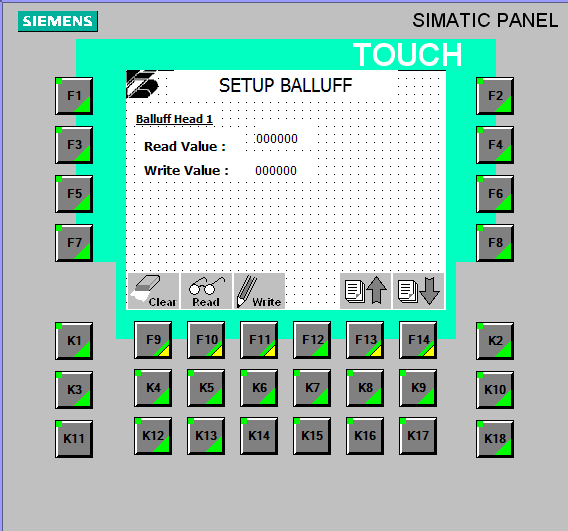 SIEMENS
SIMATIC PANEL
TOUCH
SETUP BALLUFF
Balluff Head 1
Read Value : 000000
Write Value : 000000
Clear Read Write
F1 F2
F3 F4
F5 F6
F7 F8
F9 F10 F11 F12 F13 F14
K1 K2
K3 K4 K5 K6 K7 K8 K9 K10
K11 K12 K13 K14 K15 K16 K17 K18